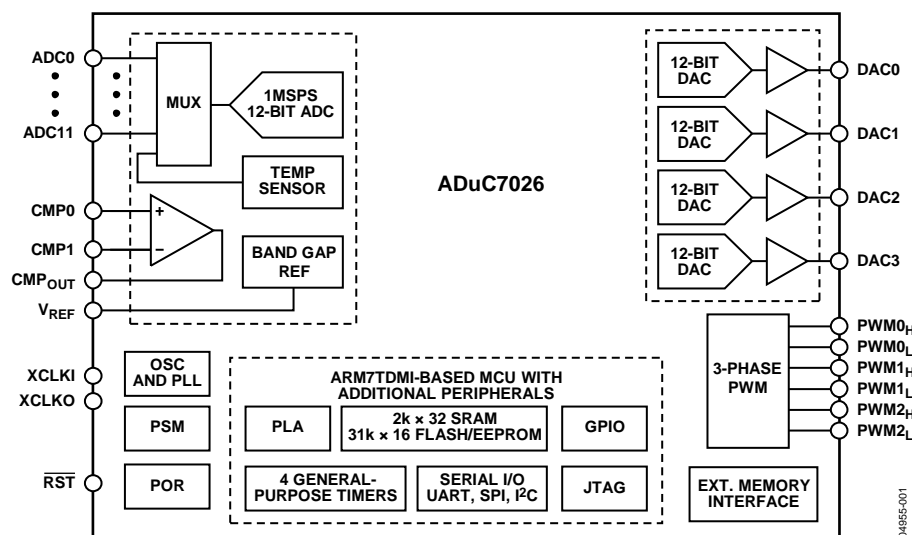 ADC0
ADC11
CMP0
CMP1
CMPOUT
VREF
XCLKI
XCLKO
RST
MUX
1MSPS
12-BIT ADC
TEMP
SENSOR
+
–
BAND GAP
REF
OSC
AND PLL
PSM
POR
ADuC7026
ARM7TDMI-BASED MCU WITH
ADDITIONAL PERIPHERALS
PLA
2k × 32 SRAM
31k × 16 FLASH/EEPROM
GPIO
4 GENERAL-
PURPOSE TIMERS
SERIAL I/O
UART, SPI, I²C
JTAG
12-BIT
DAC
12-BIT
DAC
12-BIT
DAC
12-BIT
DAC
DAC0
DAC1
DAC2
DAC3
3-PHASE
PWM
PWM0H
PWM0L
PWM1H
PWM1L
PWM2H
PWM2L
EXT. MEMORY
INTERFACE
04955-001